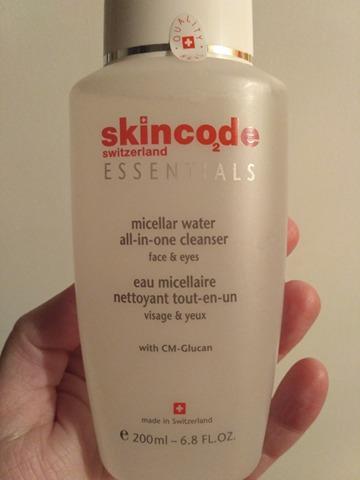 QUALITY
skinco2de
switzerland
ESSENTIALS
micellar water
all-in-one cleanser
face & eyes
eau micellaire
nettoyant tout-en-un
visage & yeux
with CM-Glucan
made in Switzerland
e 200ml – 6.8 FL.OZ.